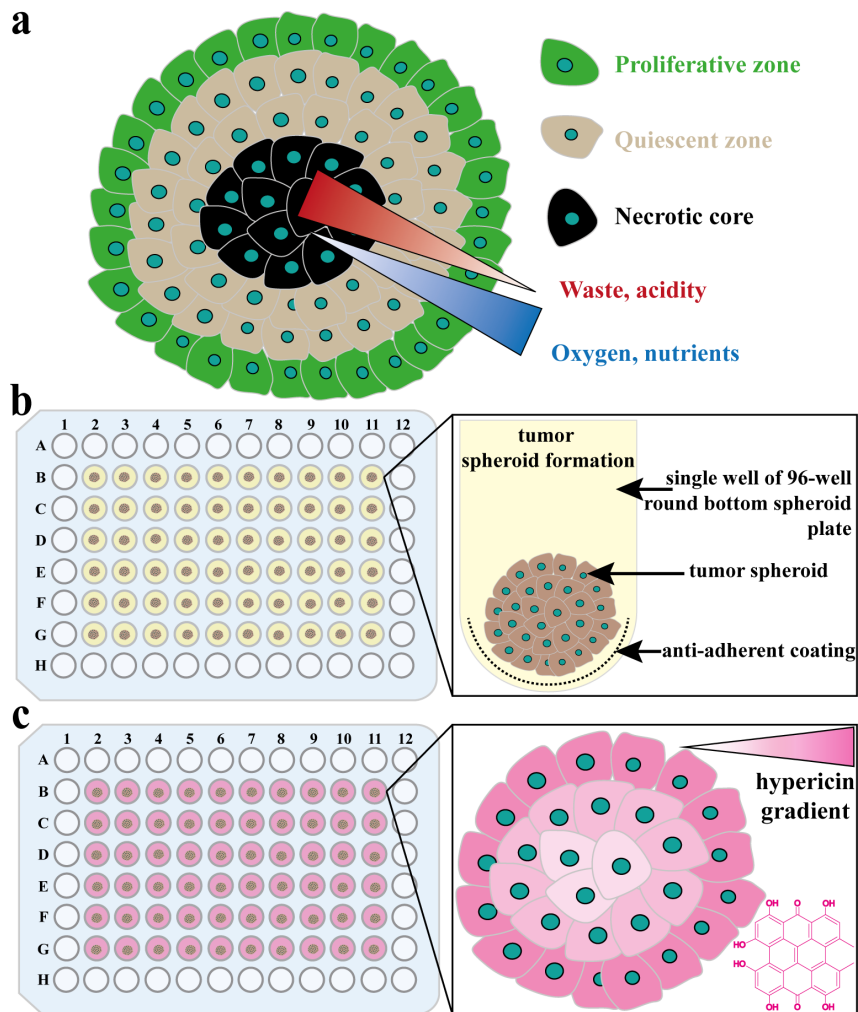 a
Proliferative zone
Quiescent zone
Necrotic core
Waste, acidity
Oxygen, nutrients
b
1 2 3 4 5 6 7 8 9 10 11 12
A
B
C
D
E
F
G
H
tumor
spheroid formation
single well of 96-well
round bottom spheroid
plate
tumor spheroid
anti-adherent coating
c
1 2 3 4 5 6 7 8 9 10 11 12
A
B
C
D
E
F
G
H
hypericin
gradient
OH O OH
HO
HO
OH O OH